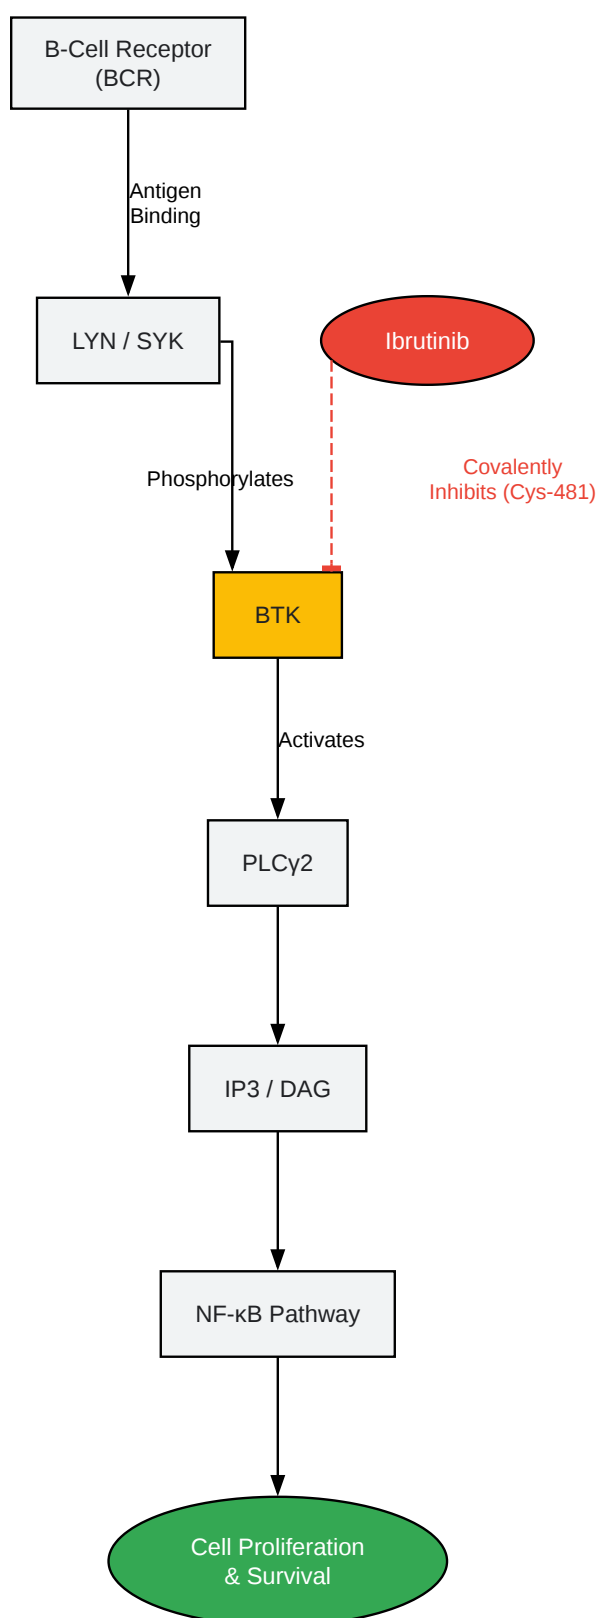 B-Cell Receptor
(BCR)
Antigen
Binding
LYN / SYK
Ibrutinib
Phosphorylates
Covalently
Inhibits (Cys-481)
BTK
Activates
PLCγ2
IP3 / DAG
NF-κB Pathway
Cell Proliferation
& Survival